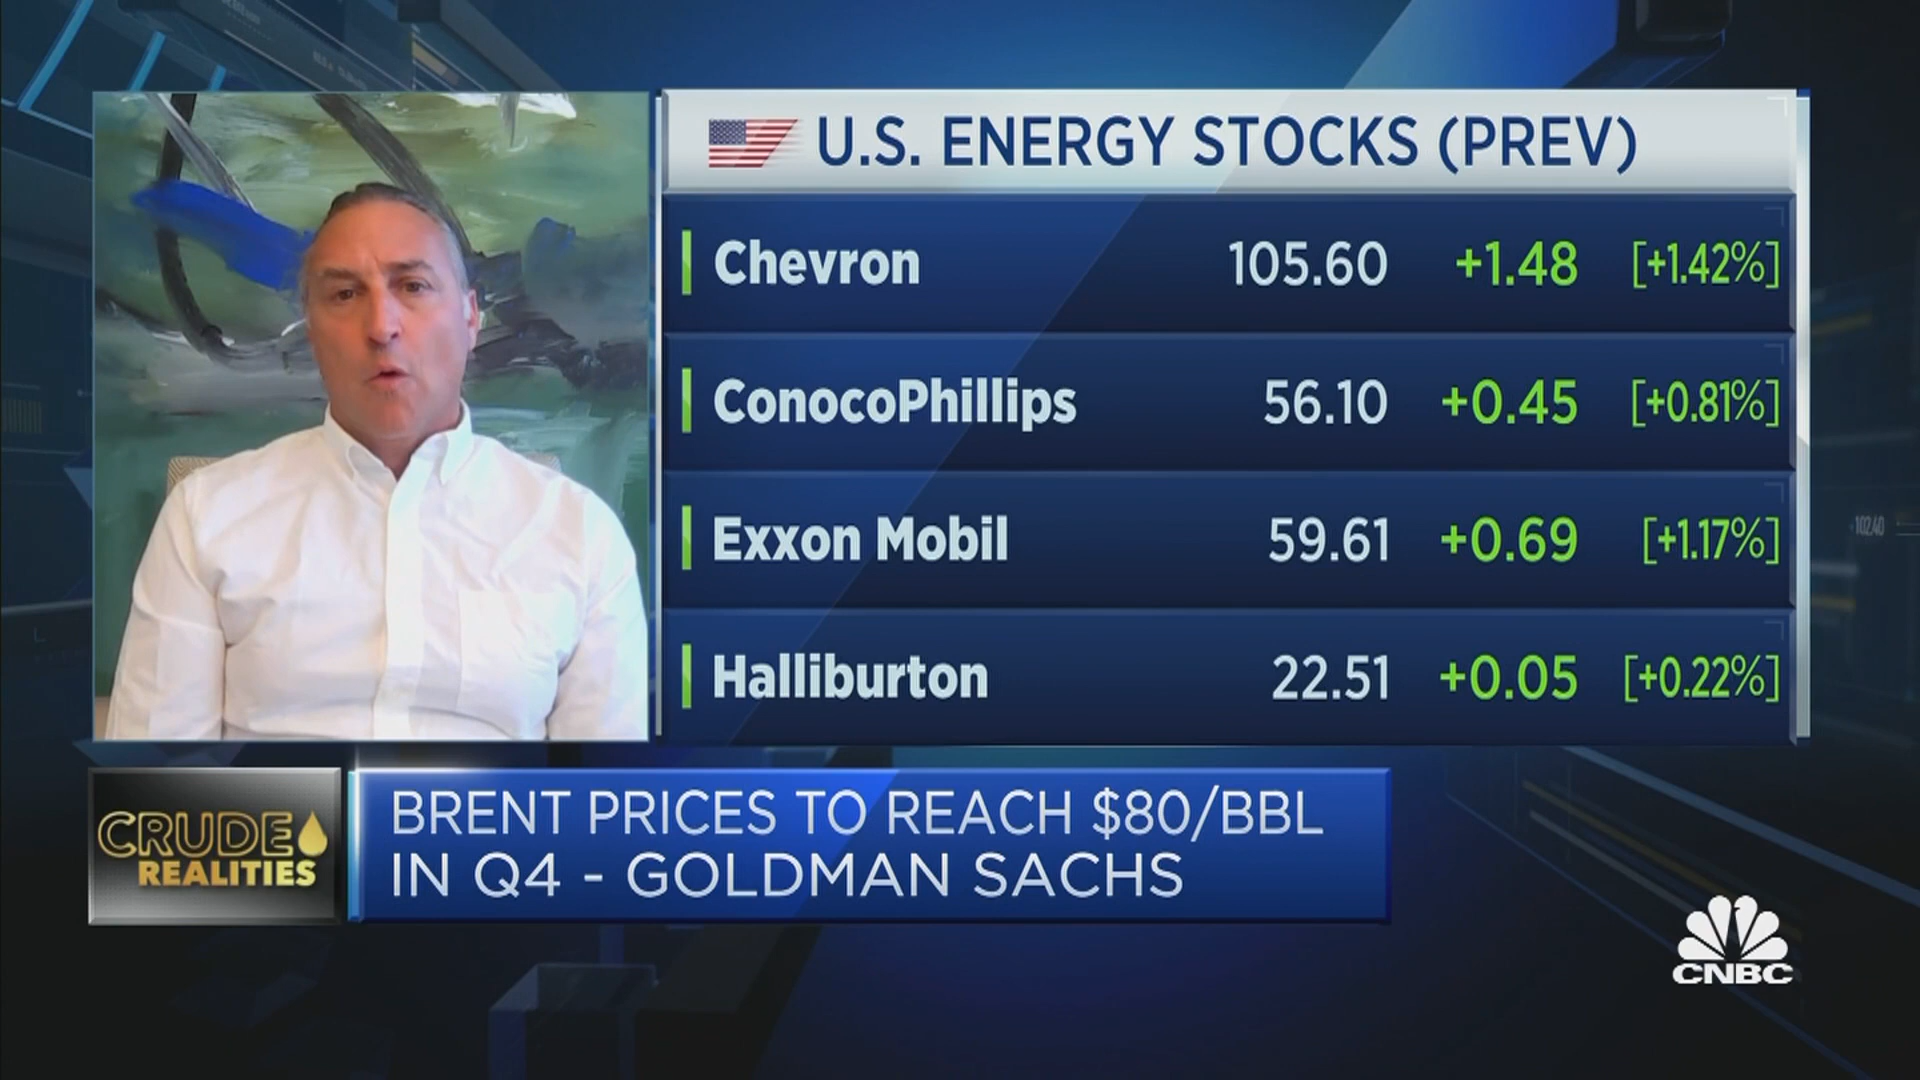 U.S. ENERGY STOCKS (PREV)
Chevron 105.60 +1.48 [+1.42%]
ConocoPhillips 56.10 +0.45 [+0.81%]
Exxon Mobil 59.61 +0.69 [+1.17%]
Halliburton 22.51 +0.05 [+0.22%]
102.40
CRUDE
REALITIES
BRENT PRICES TO REACH $80/BBL
IN Q4 - GOLDMAN SACHS
CNBC